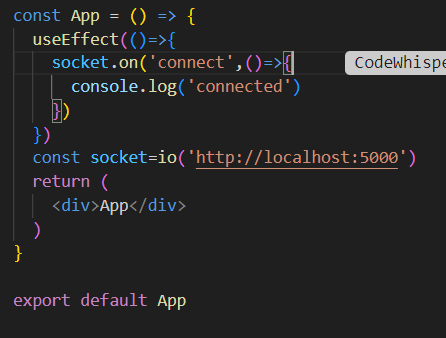 const App = () => {
useEffect(()=>{
socket.on('connect',()=>{
CodeWhispe
console.log('connected')
})
})
const socket=io('http://localhost:5000')
return (
<div>App</div>
)
}
export default App